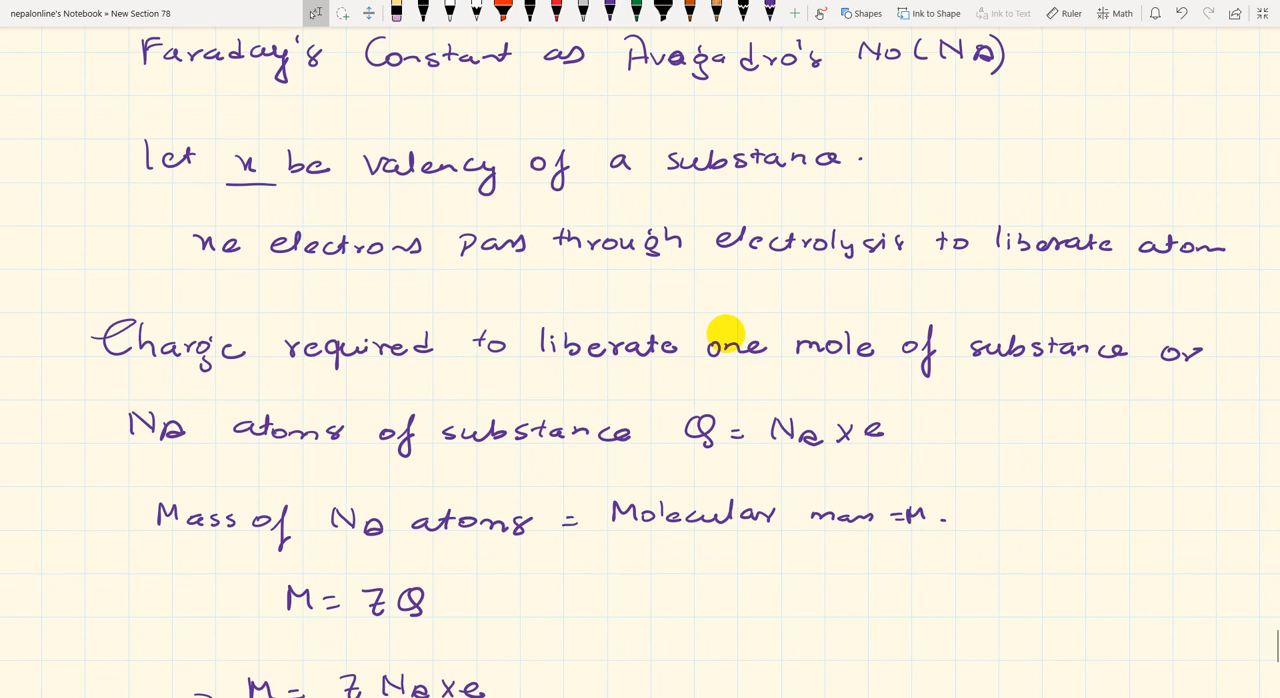 nepalonline's Notebook » New Section 78
Shapes Ink to Shape Ink to Text Ruler Math
Faraday's Constant as Avagadro's No (NA)
let x be valency of a substance.
xe electrons pass through electrolysis to liberate atom
Charge required to liberate one mole of substance or
NA atoms of substance Q = NA x e
Mass of NA atoms = Molecular mass = M.
M = ZQ
M = Z NA x e